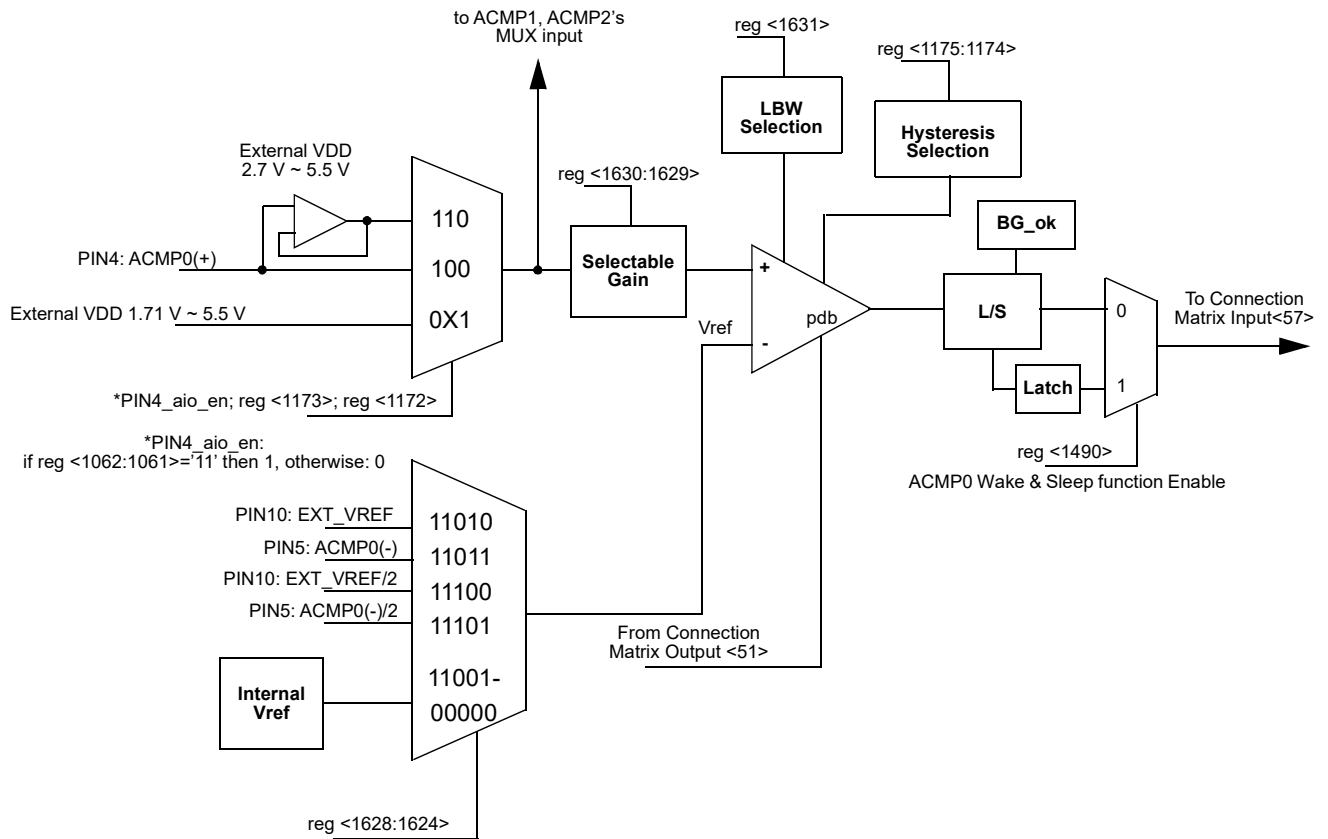 to ACMP1, ACMP2's
MUX input
reg <1631>
reg <1175:1174>
LBW
Selection
Hysteresis
Selection
External VDD
2.7 V ~ 5.5 V
reg <1630:1629>
110
BG_ok
PIN4: ACMP0(+)
100
Selectable
Gain
+
External VDD 1.71 V ~ 5.5 V
0X1
Vref
-
pdb
L/S
0
To Connection
Matrix Input<57>
Latch
1
*PIN4_aio_en; reg <1173>; reg <1172>
*PIN4_aio_en:
if reg <1062:1061>='11' then 1, otherwise: 0
reg <1490>
ACMP0 Wake & Sleep function Enable
PIN10: EXT_VREF
11010
PIN5: ACMP0(-)
11011
PIN10: EXT_VREF/2
11100
PIN5: ACMP0(-)/2
11101
From Connection
Matrix Output <51>
Internal
Vref
11001-
00000
reg <1628:1624>